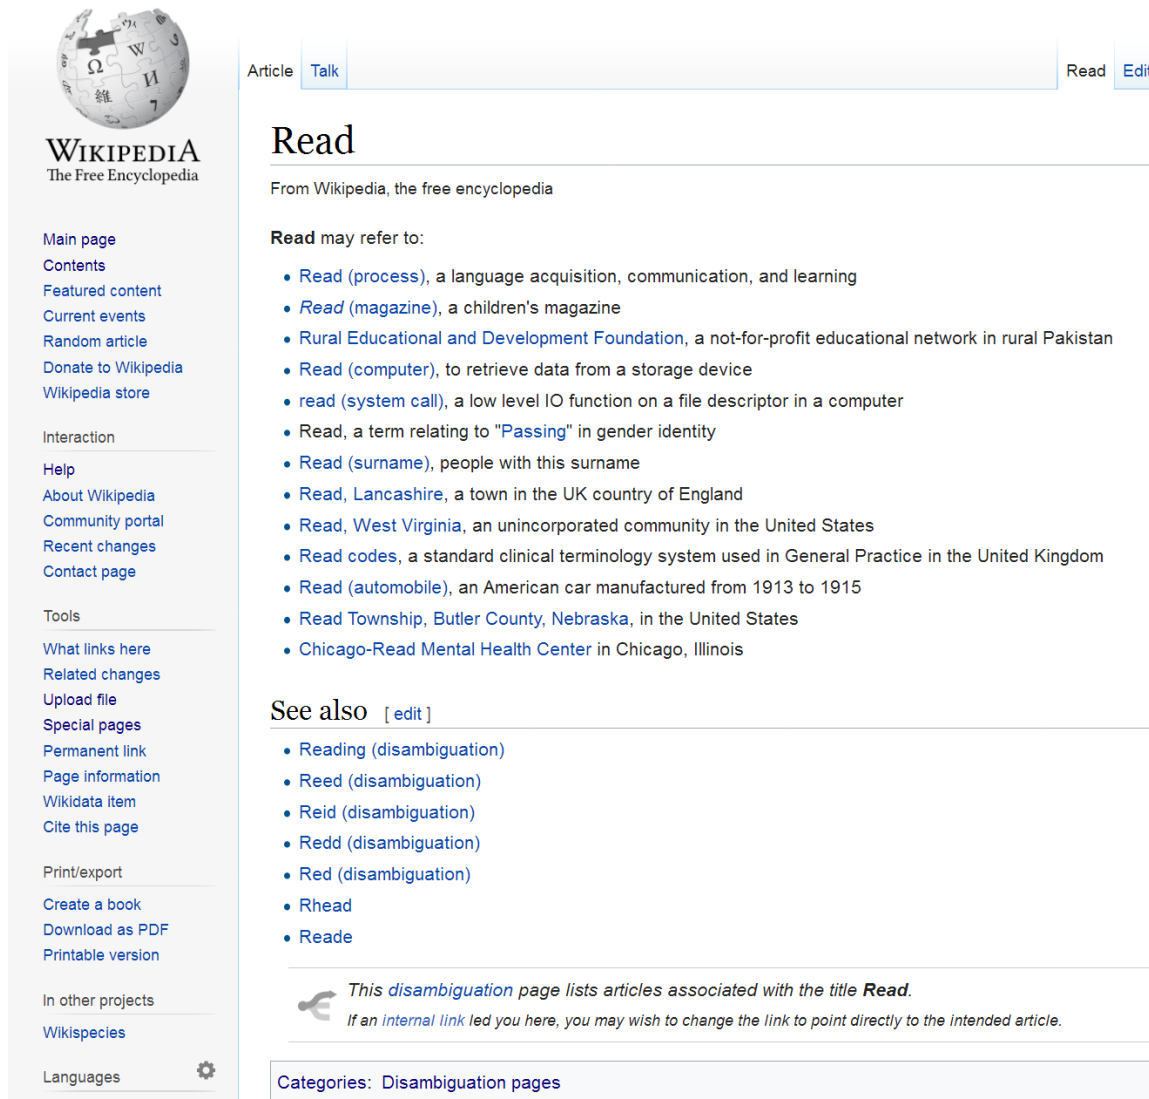 WIKIPEDIA
The Free Encyclopedia
Main page
Contents
Featured content
Current events
Random article
Donate to Wikipedia
Wikipedia store
Interaction
Help
About Wikipedia
Community portal
Recent changes
Contact page
Tools
What links here
Related changes
Upload file
Special pages
Permanent link
Page information
Wikidata item
Cite this page
Print/export
Create a book
Download as PDF
Printable version
In other projects
Wikispecies
Languages
Article Talk Read
Read
From Wikipedia, the free encyclopedia
Read may refer to:
• Read (process), a language acquisition, communication, and learning
• Read (magazine), a children's magazine
• Rural Educational and Development Foundation, a not-for-profit educational network in rural Pakistan
• Read (computer), to retrieve data from a storage device
• read (system call), a low level IO function on a file descriptor in a computer
• Read, a term relating to "Passing" in gender identity
• Read (surname), people with this surname
• Read, Lancashire, a town in the UK country of England
• Read, West Virginia, an unincorporated community in the United States
• Read codes, a standard clinical terminology system used in General Practice in the United Kingdom
• Read (automobile), an American car manufactured from 1913 to 1915
• Read Township, Butler County, Nebraska, in the United States
• Chicago-Read Mental Health Center in Chicago, Illinois
See also [ edit ]
• Reading (disambiguation)
• Reed (disambiguation)
• Reid (disambiguation)
• Redd (disambiguation)
• Red (disambiguation)
• Rhead
• Reade
This disambiguation page lists articles associated with the title Read.
If an internal link led you here, you may wish to change the link to point directly to the intended article.
Categories: Disambiguation pages